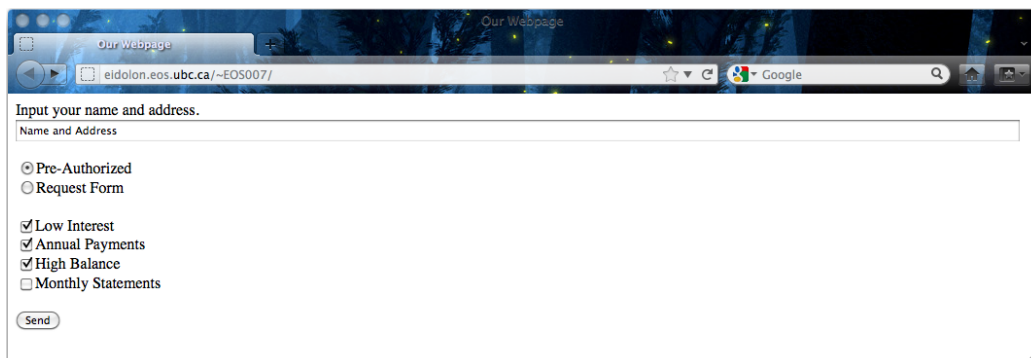 Our Webpage
Our Webpage
eidolon.eos.ubc.ca/~EOS007/ Google
Input your name and address.
Name and Address
Pre-Authorized
Request Form
Low Interest
Annual Payments
High Balance
Monthly Statements
Send